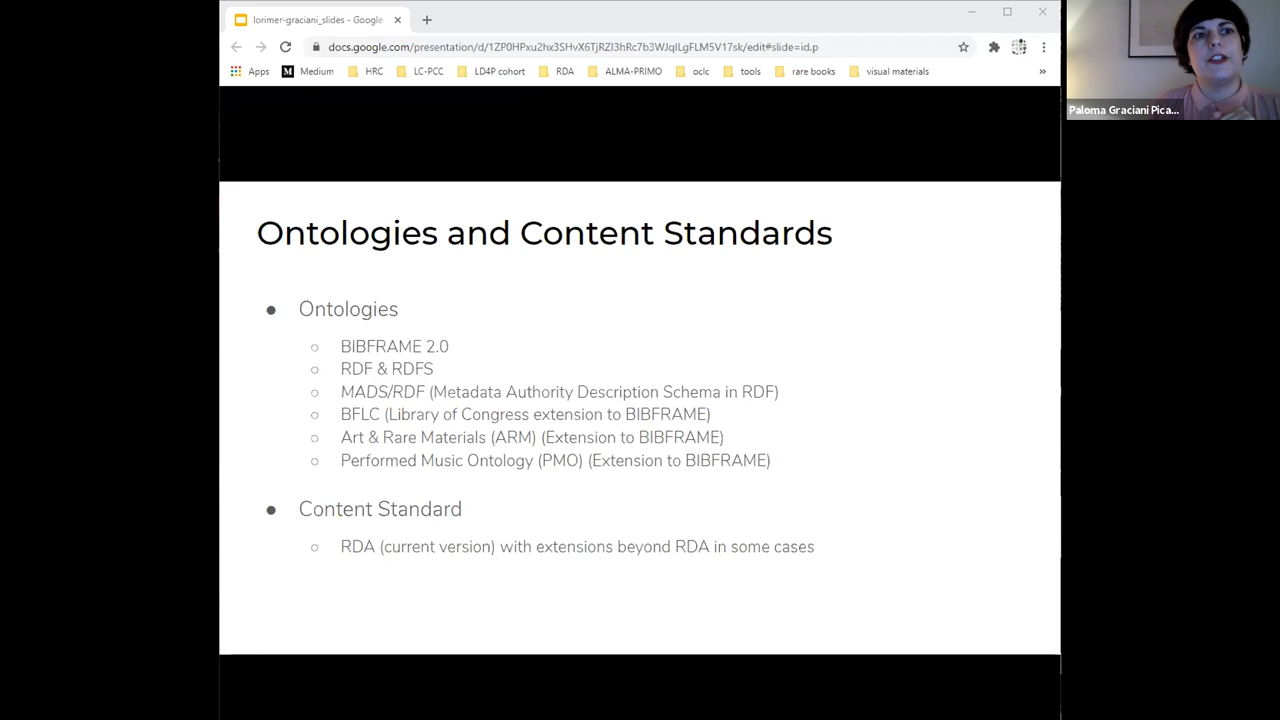 lorimer-graciani_slides - Google
docs.google.com/presentation/d/1ZP0HPxu2hx3SHvX6TjRZI3hRc7b3WJqILgFLM5V17sk/edit#slide=id.p
Apps Medium HRC LC-PCC LD4P cohort RDA ALMA-PRIMO oclc tools rare books visual materials »
Paloma Graciani Pica...
Ontologies and Content Standards
● Ontologies
○ BIBFRAME 2.0
○ RDF & RDFS
○ MADS/RDF (Metadata Authority Description Schema in RDF)
○ BFLC (Library of Congress extension to BIBFRAME)
○ Art & Rare Materials (ARM) (Extension to BIBFRAME)
○ Performed Music Ontology (PMO) (Extension to BIBFRAME)
● Content Standard
○ RDA (current version) with extensions beyond RDA in some cases